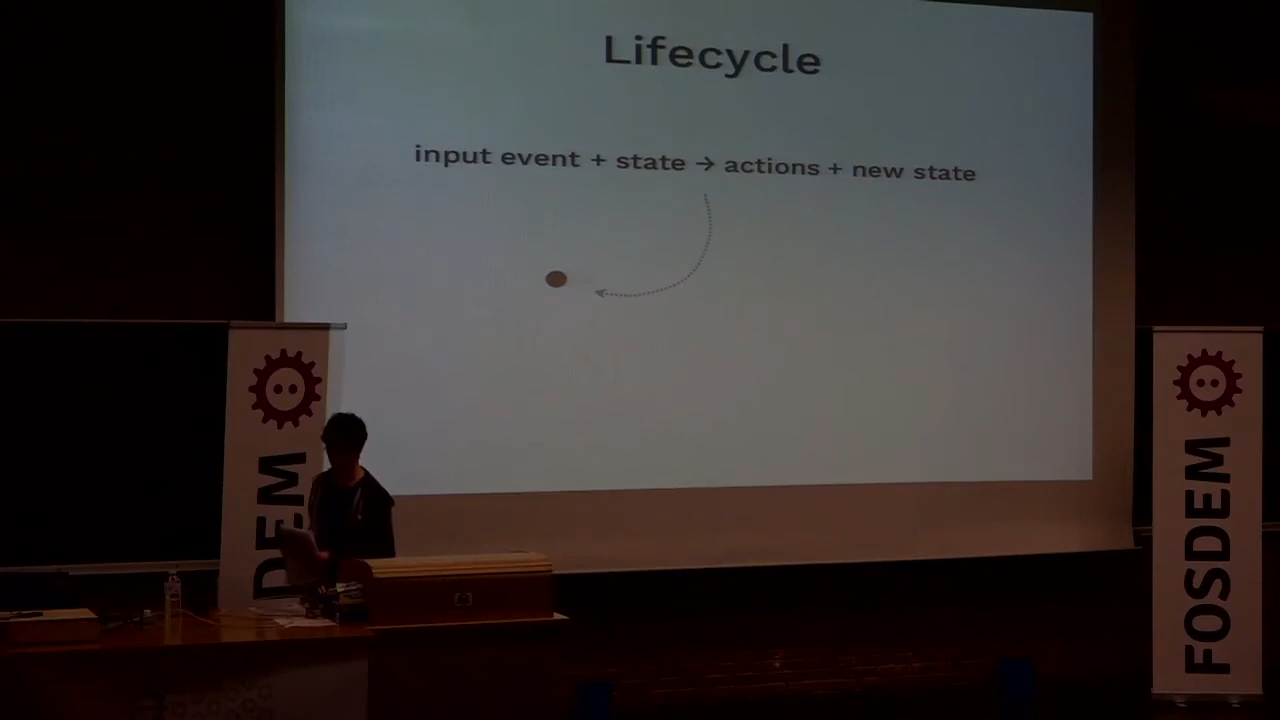 Lifecycle
input event + state → actions + new state
DEM
FOSDEM